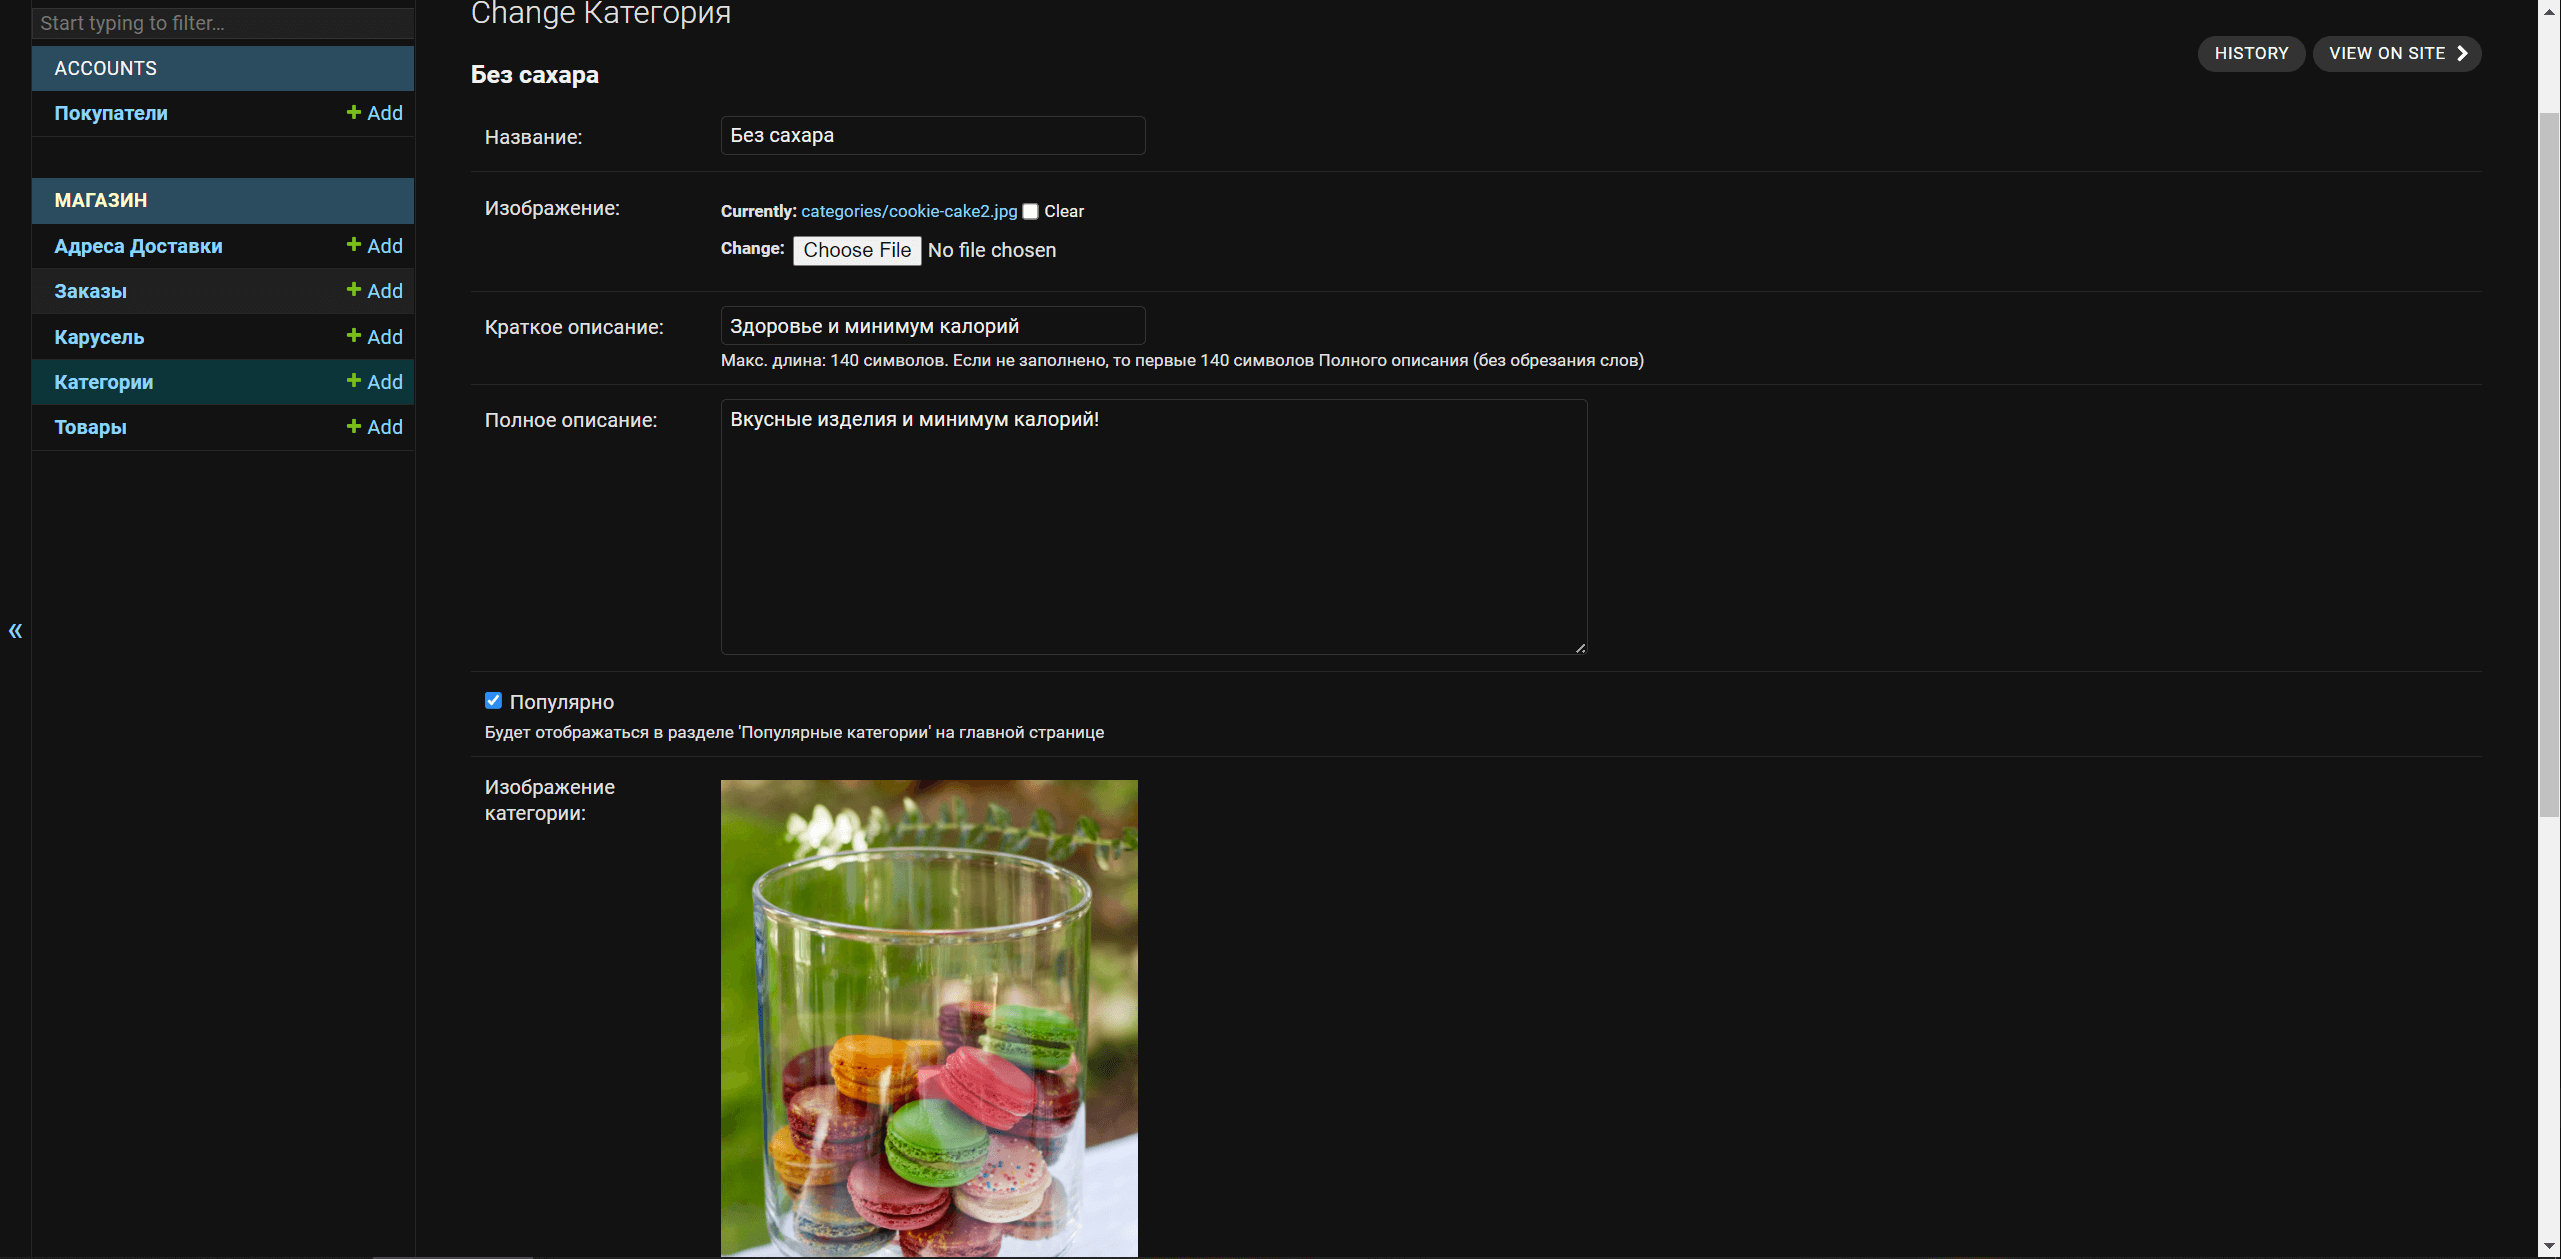 Start typing to filter...
ACCOUNTS
Покупатели
Add
МАГАЗИН
Адреса Доставки
Add
Заказы
Add
Карусель
Add
Категории
Add
Товары
Add
«
Change Категория
HISTORY
VIEW ON SITE
Без сахара
Название:
Без сахара
Изображение:
Currently: categories/cookie-cake2.jpg Clear
Change: Choose File No file chosen
Краткое описание:
Здоровье и минимум калорий
Макс. длина: 140 символов. Если не заполнено, то первые 140 символов Полного описания (без обрезания слов)
Полное описание:
Вкусные изделия и минимум калорий!
Популярно
Будет отображаться в разделе 'Популярные категории' на главной странице
Изображение
категории: